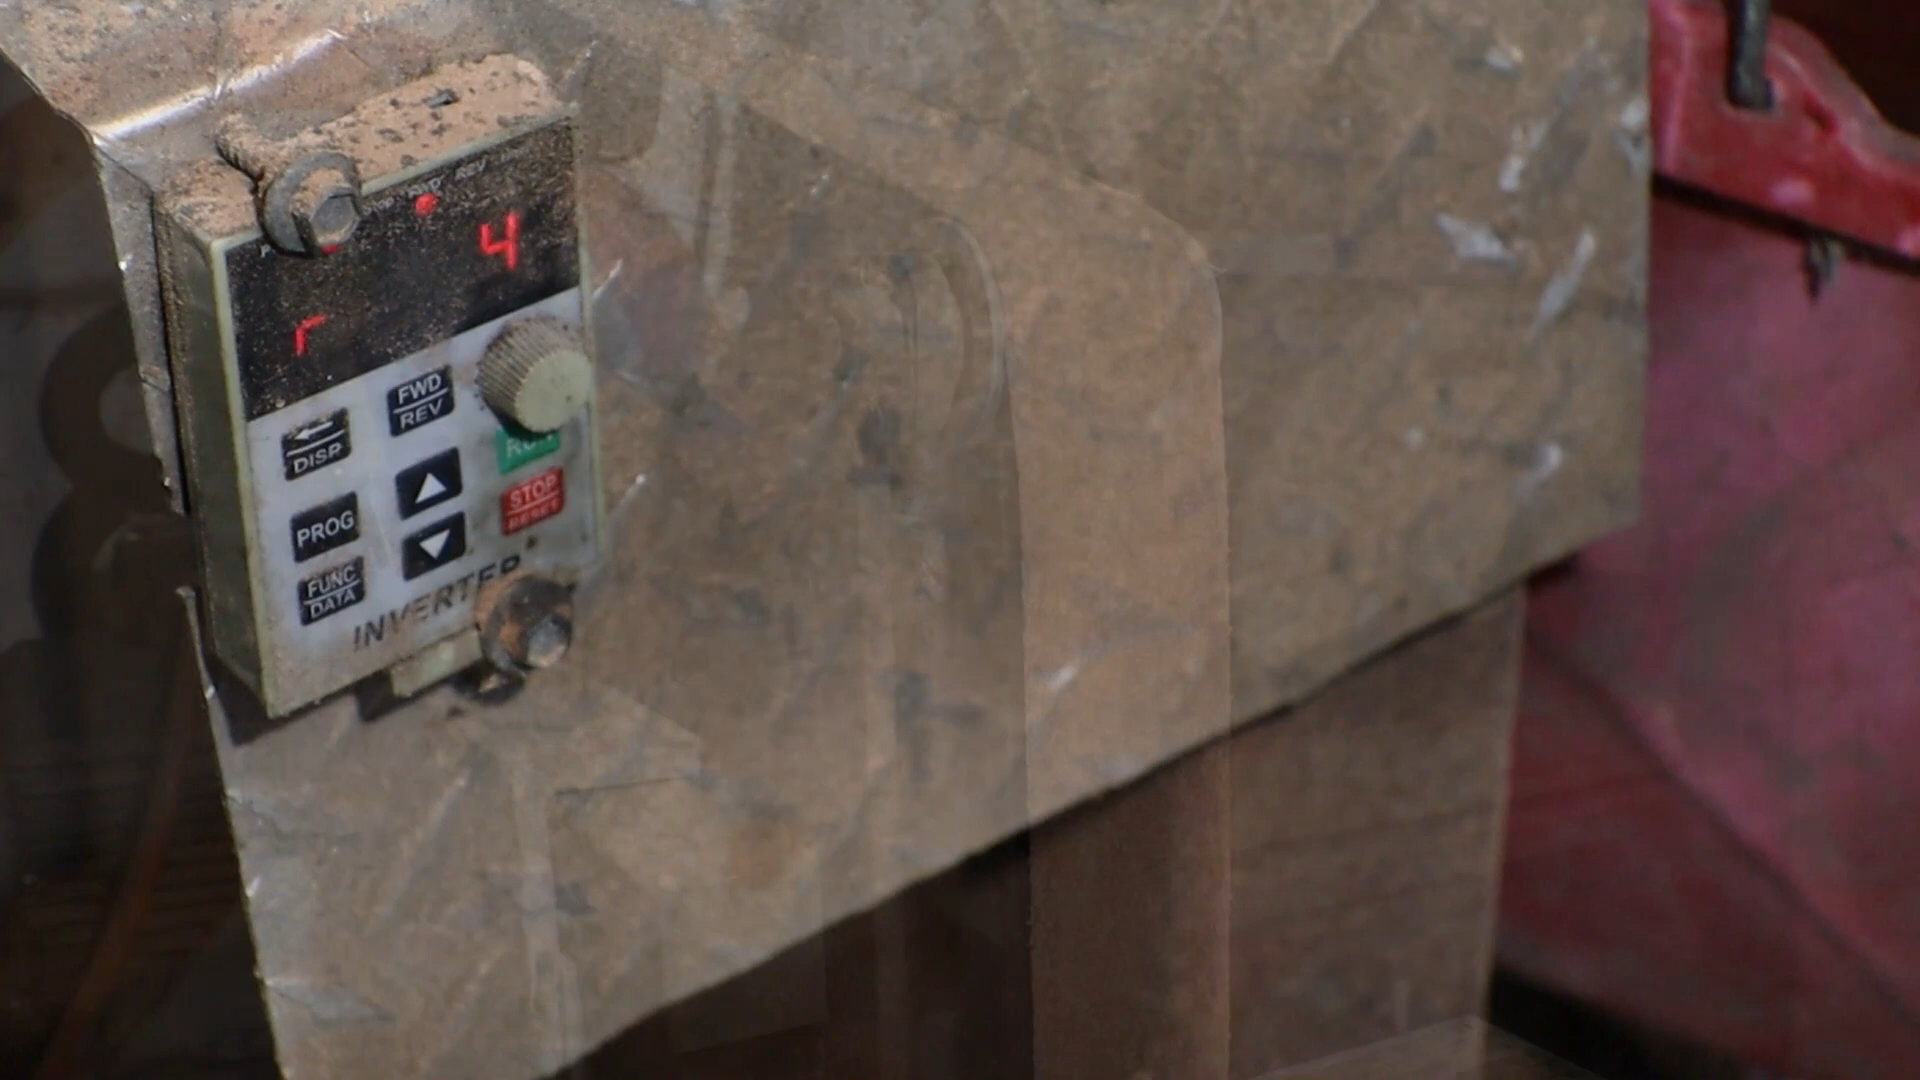 FWD REV
4
r
FWD
REV
←
DISP
RUN
STOP
RESET
PROG
FUNC
DATA
INVERTER